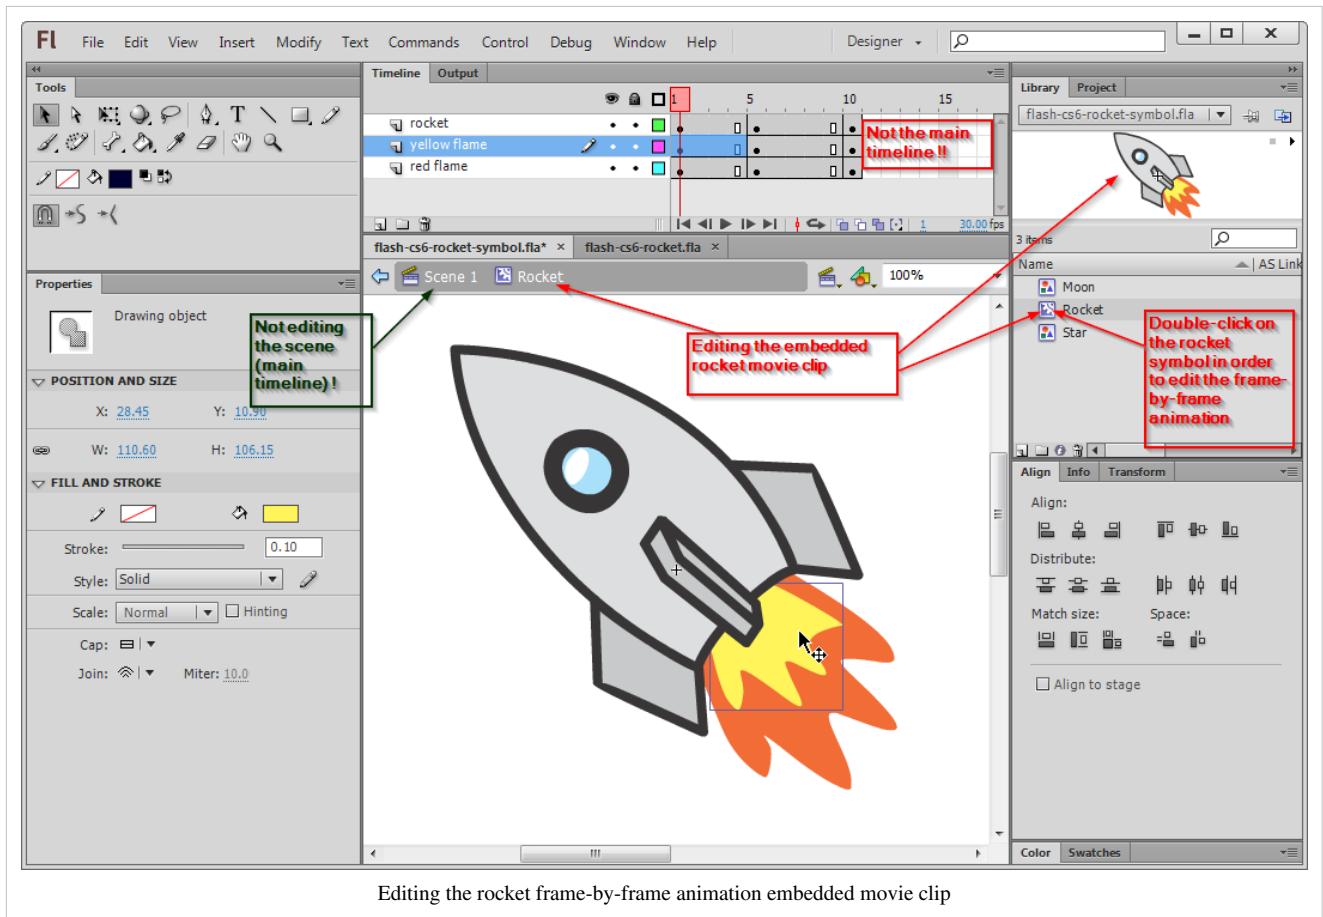 Fl File Edit View Insert Modify Text Commands Control Debug Window Help Designer
Tools
Timeline Output
1 5 10 15
rocket
yellow flame
red flame
Not the main
timeline !!
1 30.00 fps
flash-cs6-rocket-symbol.fla* × flash-cs6-rocket.fla ×
Scene 1 Rocket 100%
Library Project
flash-cs6-rocket-symbol.fla
3 items
Name AS Link
Moon
Rocket
Star
Double-click on
the rocket
symbol in order
to edit the frame-
by-frame
animation
Editing the embedded
rocket movie clip
Not editing
the scene
(main
timeline) !
Properties
Drawing object
POSITION AND SIZE
X: 28.45 Y: 10.90
W: 110.60 H: 106.15
FILL AND STROKE
Stroke: 0.10
Style: Solid
Scale: Normal Hinting
Cap:
Join: Miter: 10.0
Align Info Transform
Align:
Distribute:
Match size: Space:
Align to stage
Color Swatches
Editing the rocket frame-by-frame animation embedded movie clip